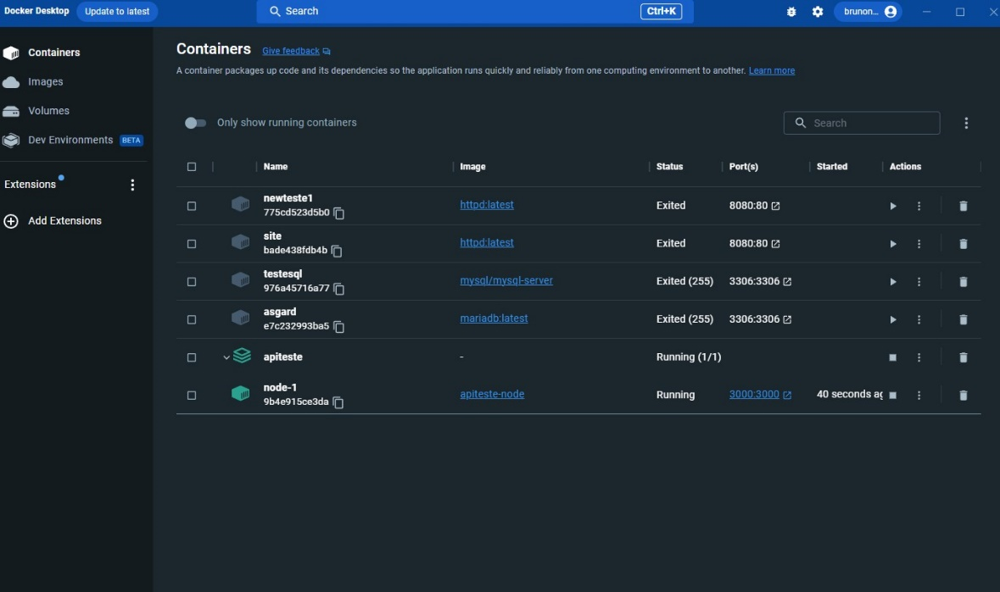 Docker Desktop Update to latest Search Ctrl+K brunon...
Containers
Images
Volumes
Dev Environments BETA
Extensions
Add Extensions
Containers Give feedback
A container packages up code and its dependencies so the application runs quickly and reliably from one computing environment to another. Learn more
Only show running containers Search
Name Image Status Port(s) Started Actions
newteste1
775cd523d5b0 httpd:latest Exited 8080:80
site
bade438fdb4b httpd:latest Exited 8080:80
testesql
976a45716a77 mysql/mysql-server Exited (255) 3306:3306
asgard
e7c232993ba5 mariadb:latest Exited (255) 3306:3306
apiteste - Running (1/1)
node-1
9b4e915ce3da apiteste-node Running 3000:3000 40 seconds ag